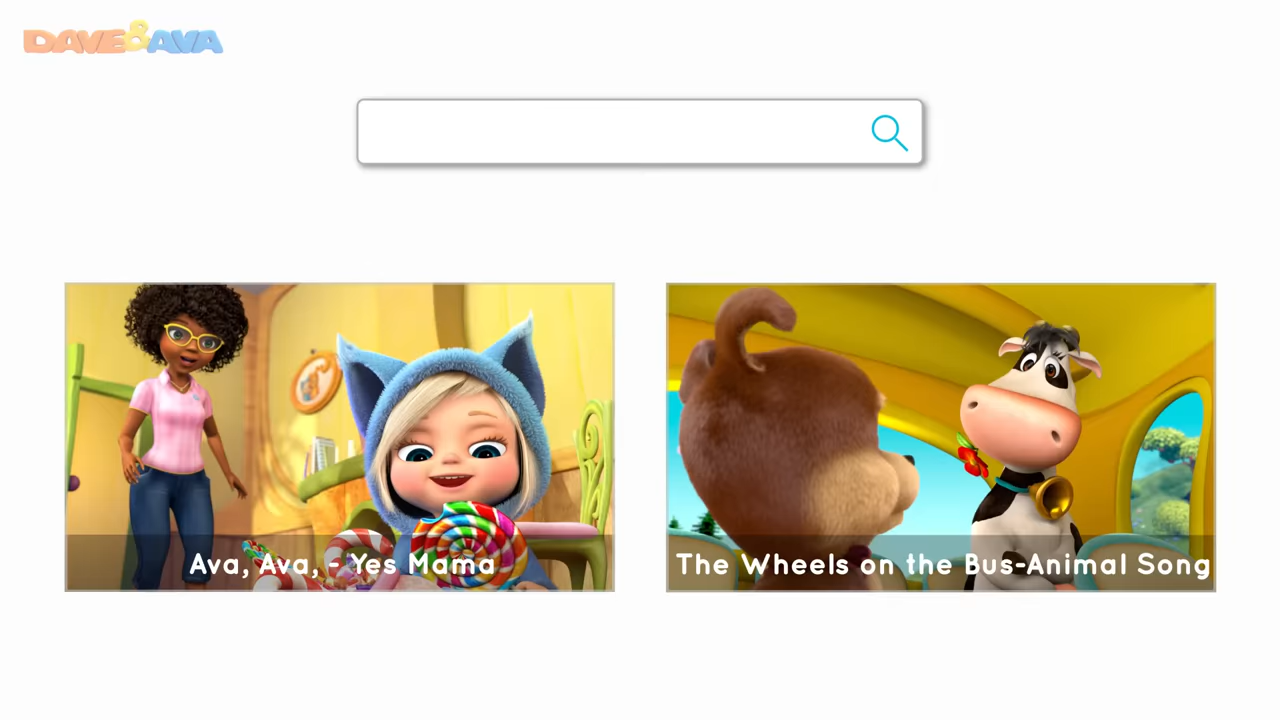 DAVE&AVA
Ava, Ava, - Yes Mama
The Wheels on the Bus-Animal Song